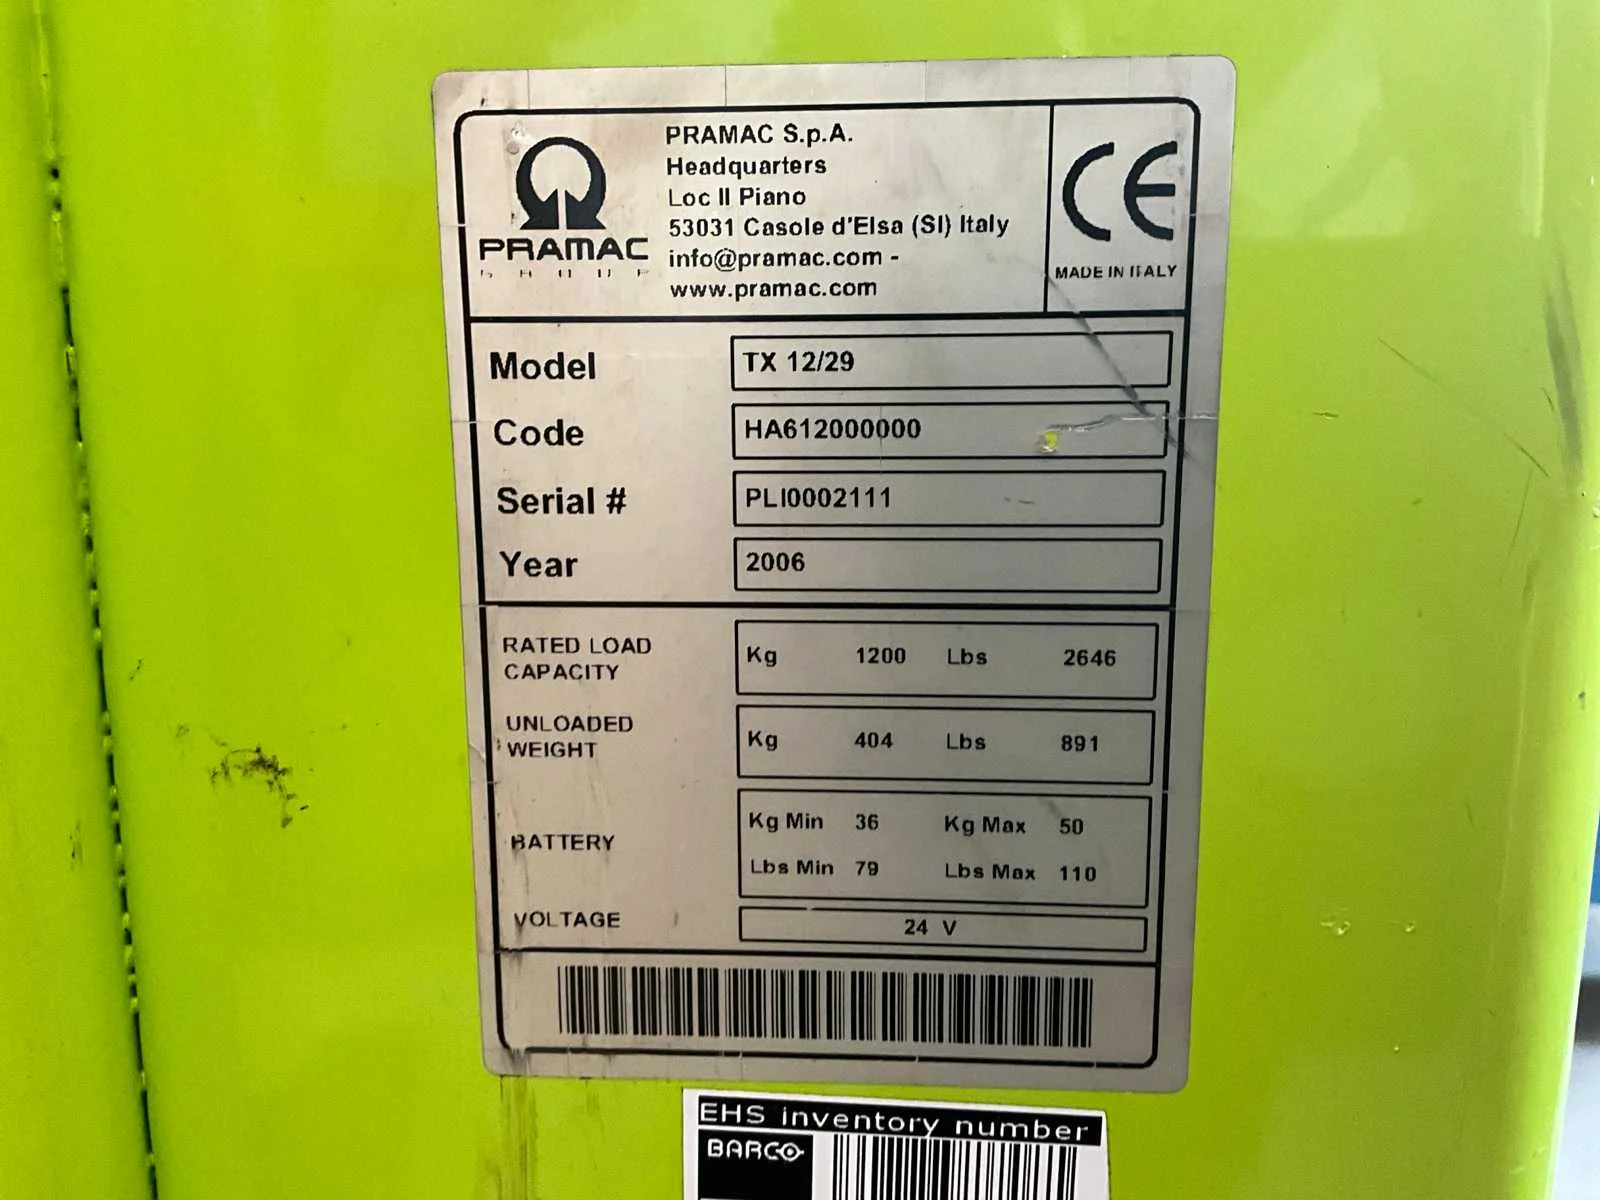 PRAMAC
GROUP
PRAMAC S.p.A.
Headquarters
Loc Il Piano
53031 Casole d'Elsa (SI) Italy
info@pramac.com -
www.pramac.com
CE
MADE IN ITALY
Model TX 12/29
Code HA612000000
Serial # PLI0002111
Year 2006
RATED LOAD
CAPACITY
Kg 1200 Lbs 2646
UNLOADED
WEIGHT
Kg 404 Lbs 891
BATTERY
Kg Min 36 Kg Max 50
Lbs Min 79 Lbs Max 110
VOLTAGE 24 V
EHS inventory number
BARCO